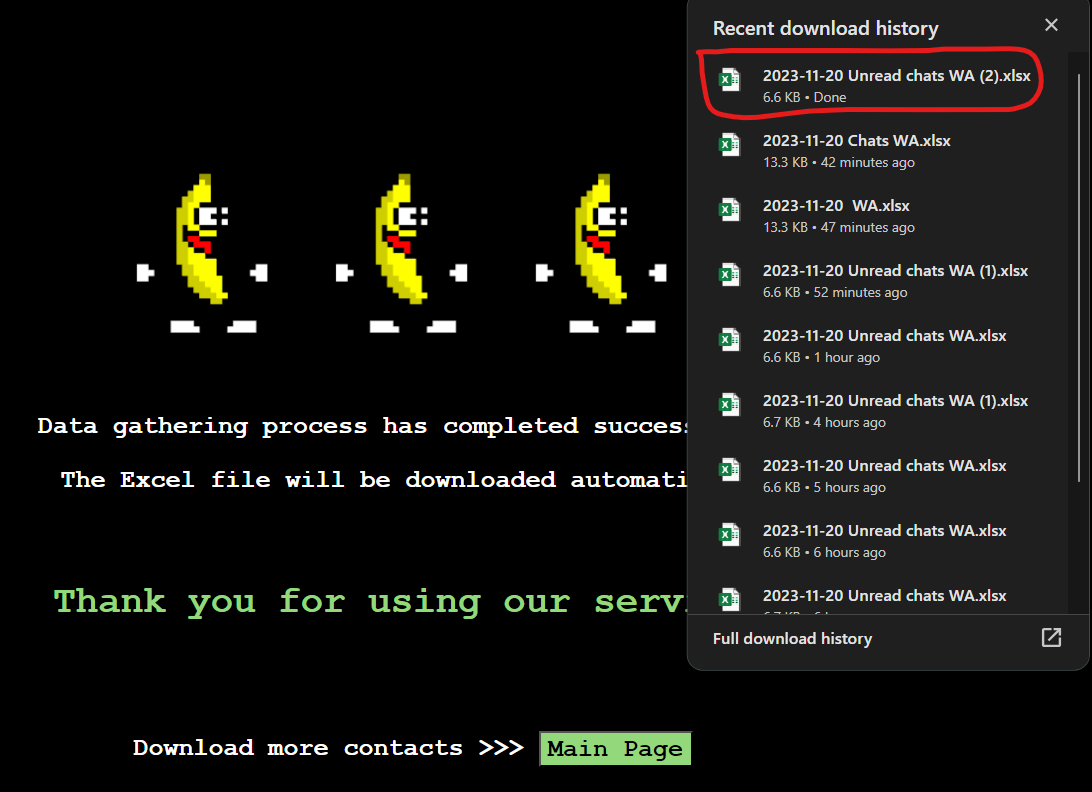 Recent download history
2023-11-20 Unread chats WA (2).xlsx
6.6 KB • Done
2023-11-20 Chats WA.xlsx
13.3 KB • 42 minutes ago
2023-11-20  WA.xlsx
13.3 KB • 47 minutes ago
2023-11-20 Unread chats WA (1).xlsx
6.6 KB • 52 minutes ago
2023-11-20 Unread chats WA.xlsx
6.6 KB • 1 hour ago
2023-11-20 Unread chats WA (1).xlsx
6.7 KB • 4 hours ago
2023-11-20 Unread chats WA.xlsx
6.6 KB • 5 hours ago
2023-11-20 Unread chats WA.xlsx
6.6 KB • 6 hours ago
2023-11-20 Unread chats WA.xlsx
Full download history
Data gathering process has completed
The Excel file will be downloaded
Thank you for using our
Download more contacts >>> Main Page